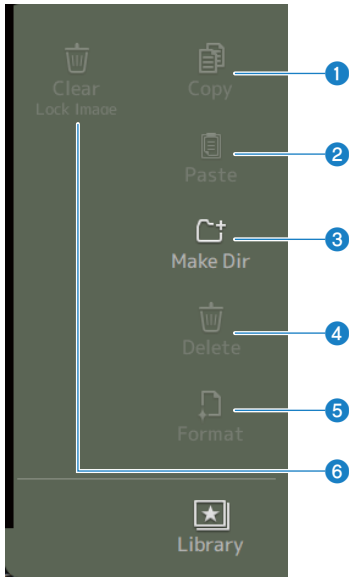 Clear
Lock Image
Copy
1
Paste
2
Make Dir
3
Delete
4
Format
5
6
Library